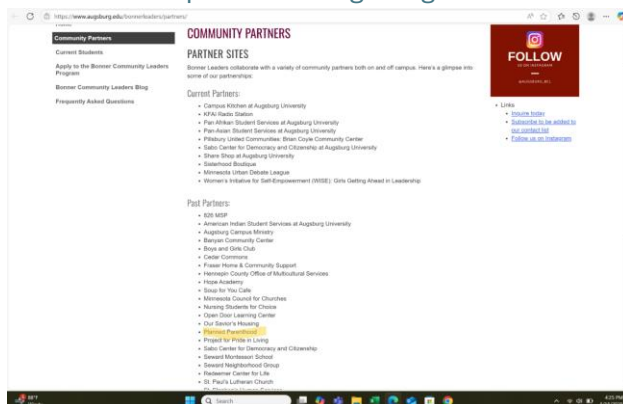 https://www.augsburg.edu/bonnerleaders/partners/
Community Partners
Current Students
Apply to the Bonner Community Leaders
Program
Bonner Community Leaders Blog
Frequently Asked Questions
COMMUNITY PARTNERS
PARTNER SITES
Bonner Leaders collaborate with a variety of community partners both on and off campus. Here's a glimpse into
some of our partnerships:
Current Partners:
Campus Kitchen at Augsburg University
KFAI Radio Station
Pan Afrikan Student Services at Augsburg University
Pan-Asian Student Services at Augsburg University
Pillsbury United Communities: Brian Coyle Community Center
Sabo Center for Democracy and Citizenship at Augsburg University
Share Shop at Augsburg University
Sisterhood Boutique
Minnesota Urban Debate League
Women's Initiative for Self-Empowerment (WISE): Girls Getting Ahead in Leadership
Past Partners:
826 MSP
American Indian Student Services at Augsburg University
Augsburg Campus Ministry
Banyan Community Center
Boys and Girls Club
Cedar Commons
Fraser Home & Community Support
Hennepin County Office of Multicultural Services
Hope Academy
Soup for You Cafe
Minnesota Council for Churches
Nursing Students for Choice
Open Door Learning Center
Our Savior's Housing
Planned Parenthood
Project for Pride in Living
Sabo Center for Democracy and Citizenship
Seward Montessori School
Seward Neighborhood Group
Redeemer Center for Life
St. Paul's Lutheran Church
FOLLOW
US ON INSTAGRAM
Links
Inquire today
Subscribe to be added to
our contact list
Follow us on Instagram
88°F
Search
4:25 PM